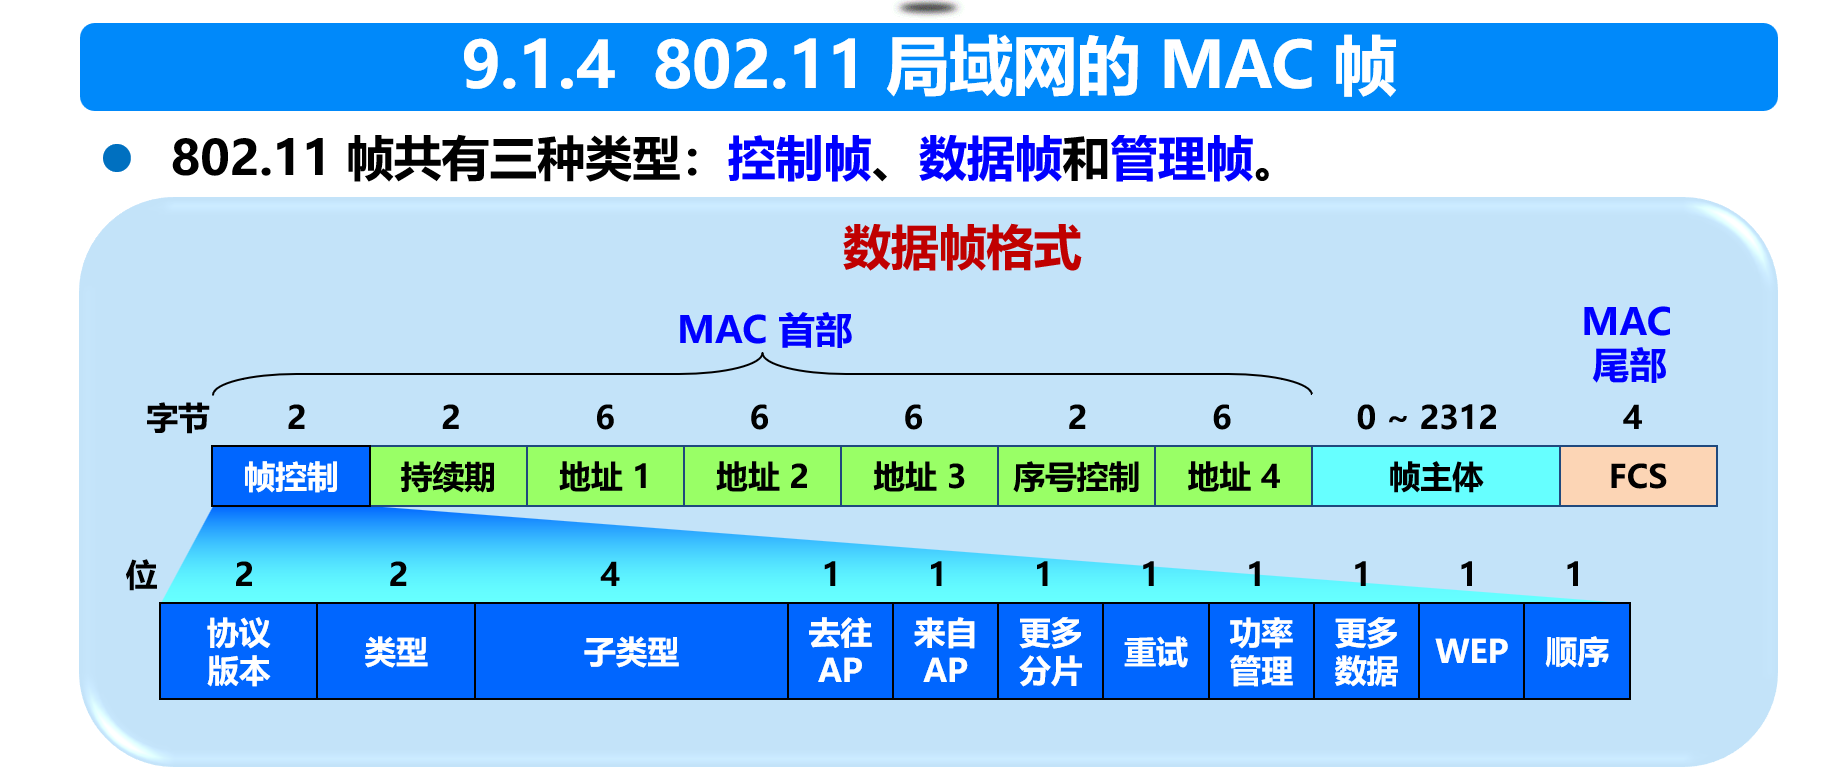 9.1.4 802.11 局域网的 MAC 帧
802.11 帧共有三种类型：控制帧、数据帧和管理帧。
数据帧格式
MAC 首部
MAC
尾部
字节 2 2 6 6 6 2 6 0 ~ 2312 4
帧控制 持续期 地址 1 地址 2 地址 3 序号控制 地址 4 帧主体 FCS
位 2 2 4 1 1 1 1 1 1 1 1
协议版本 类型 子类型 去往AP 来自AP 更多分片 重试 功率管理 更多数据 WEP 顺序